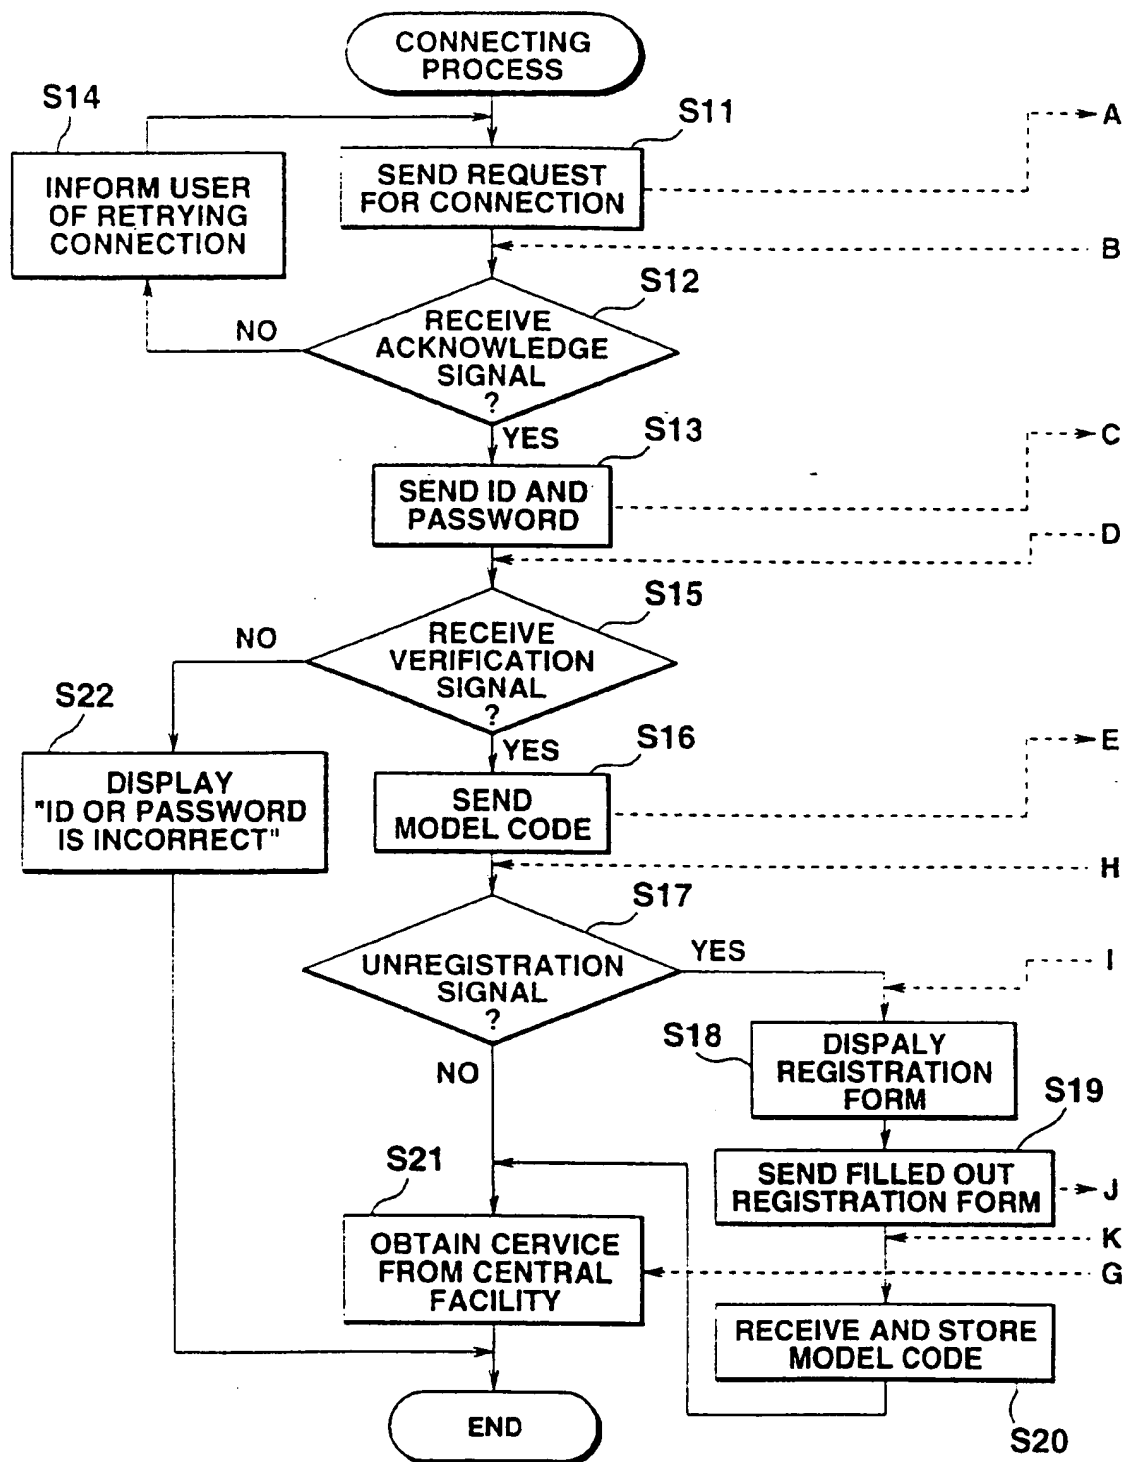 CONNECTING
PROCESS
S14
S11
A
INFORM USER
OF RETRYING
CONNECTION
SEND REQUEST
FOR CONNECTION
B
S12
NO
RECEIVE
ACKNOWLEDGE
SIGNAL
?
YES
S13
C
SEND ID AND
PASSWORD
D
S15
NO
RECEIVE
VERIFICATION
SIGNAL
?
S22
YES
S16
E
DISPLAY
"ID OR PASSWORD
IS INCORRECT"
SEND
MODEL CODE
H
S17
YES
UNREGISTRATION
SIGNAL
?
I
S18
DISPALY
REGISTRATION
FORM
NO
S19
S21
SEND FILLED OUT
REGISTRATION FORM
J
K
OBTAIN CERVICE
FROM CENTRAL
FACILITY
G
RECEIVE AND STORE
MODEL CODE
END
S20